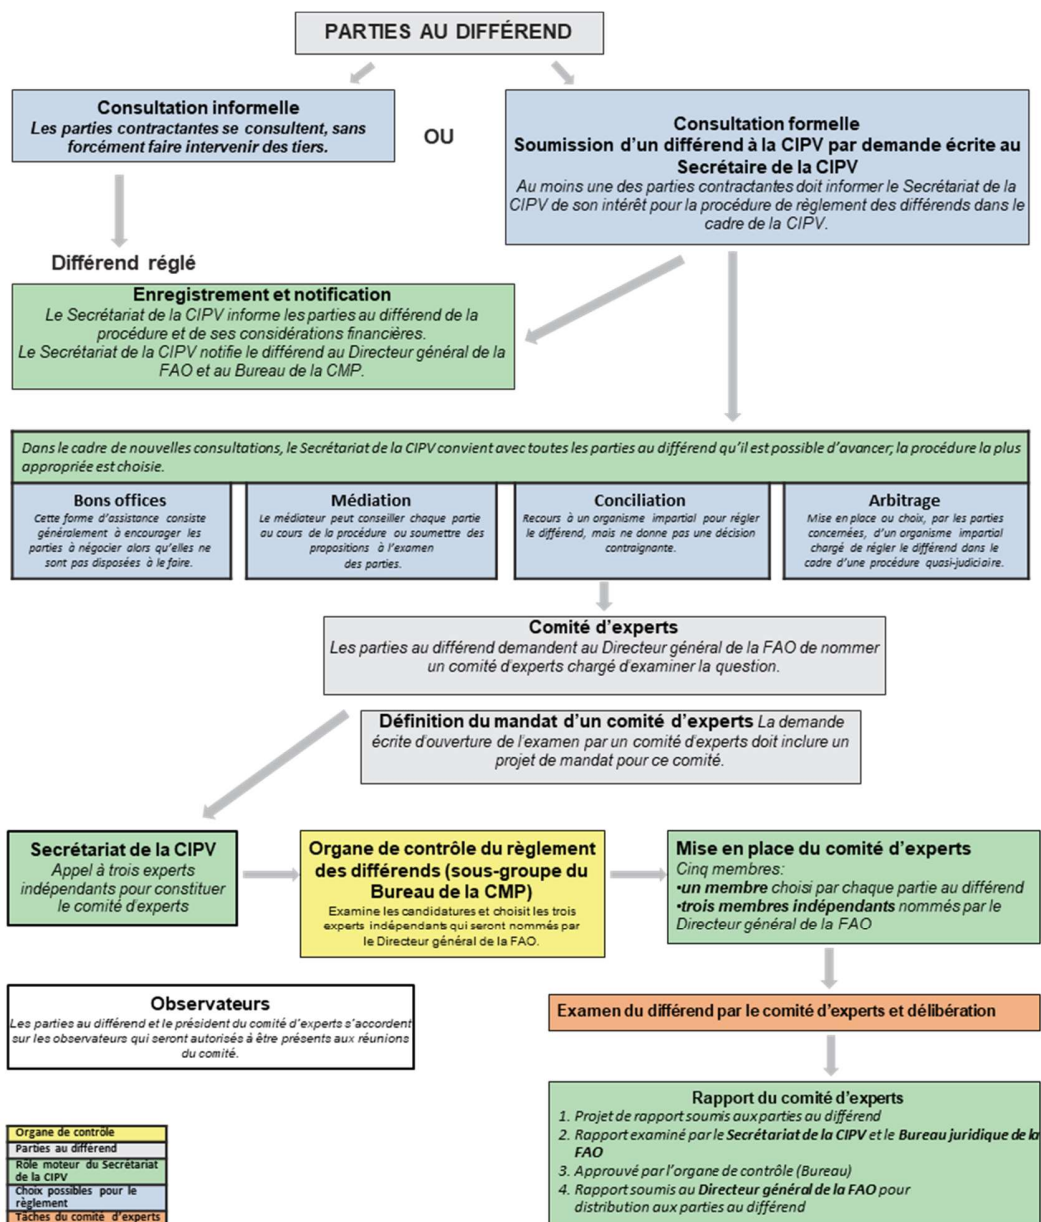 PARTIES AU DIFFÉREND
Consultation informelle
Les parties contractantes se consultent, sans
forcément faire intervenir des tiers.
OU
Consultation formelle
Soumission d'un différend à la CIPV par demande écrite au
Secrétaire de la CIPV
Au moins une des parties contractantes doit informer le Secrétariat de la
CIPV de son intérêt pour la procédure de règlement des différends dans le
cadre de la CIPV.
Différend réglé
Enregistrement et notification
Le Secrétariat de la CIPV informe les parties au différend de la
procédure et de ses considérations financières.
Le Secrétariat de la CIPV notifie le différend au Directeur général de la
FAO et au Bureau de la CMP.
Dans le cadre de nouvelles consultations, le Secrétariat de la CIPV convient avec toutes les parties au différend qu'il est possible d'avancer; la procédure la plus
appropriée est choisie.
Bons offices
Cette forme d'assistance consiste
généralement à encourager les
parties à négocier alors qu'elles ne
sont pas disposées à le faire.
Médiation
Le médiateur peut conseiller chaque partie
au cours de la procédure ou soumettre des
propositions à l'examen
des parties.
Conciliation
Recours à un organisme impartial pour régler
le différend, mais ne donne pas une décision
contraignante.
Arbitrage
Mise en place ou choix, par les parties
concernées, d'un organisme impartial
chargé de régler le différend dans le
cadre d'une procédure quasi-judiciaire.
Comité d'experts
Les parties au différend demandent au Directeur général de la FAO de nommer
un comité d'experts chargé d'examiner la question.
Définition du mandat d'un comité d'experts La demande
écrite d'ouverture de l'examen par un comité d'experts doit inclure un
projet de mandat pour ce comité.
Secrétariat de la CIPV
Appel à trois experts
indépendants pour constituer
le comité d'experts
Organe de contrôle du règlement
des différends (sous-groupe du
Bureau de la CMP)
Examine les candidatures et choisit les trois
experts indépendants qui seront nommés par
le Directeur général de la FAO.
Mise en place du comité d'experts
Cinq membres:
•un membre choisi par chaque partie au différend
•trois membres indépendants nommés par le
Directeur général de la FAO
Observateurs
Les parties au différend et le président du comité d'experts s'accordent
sur les observateurs qui seront autorisés à être présents aux réunions
du comité.
Examen du différend par le comité d'experts et délibération
Rapport du comité d'experts
1. Projet de rapport soumis aux parties au différend
2. Rapport examiné par le Secrétariat de la CIPV et le Bureau juridique de la
FAO
3. Approuvé par l'organe de contrôle (Bureau)
4. Rapport soumis au Directeur général de la FAO pour
distribution aux parties au différend
Organe de contrôle
Parties au différend
Rôle moteur du Secrétariat
de la CIPV
Choix possibles pour le
règlement
Tâches du comité d'experts